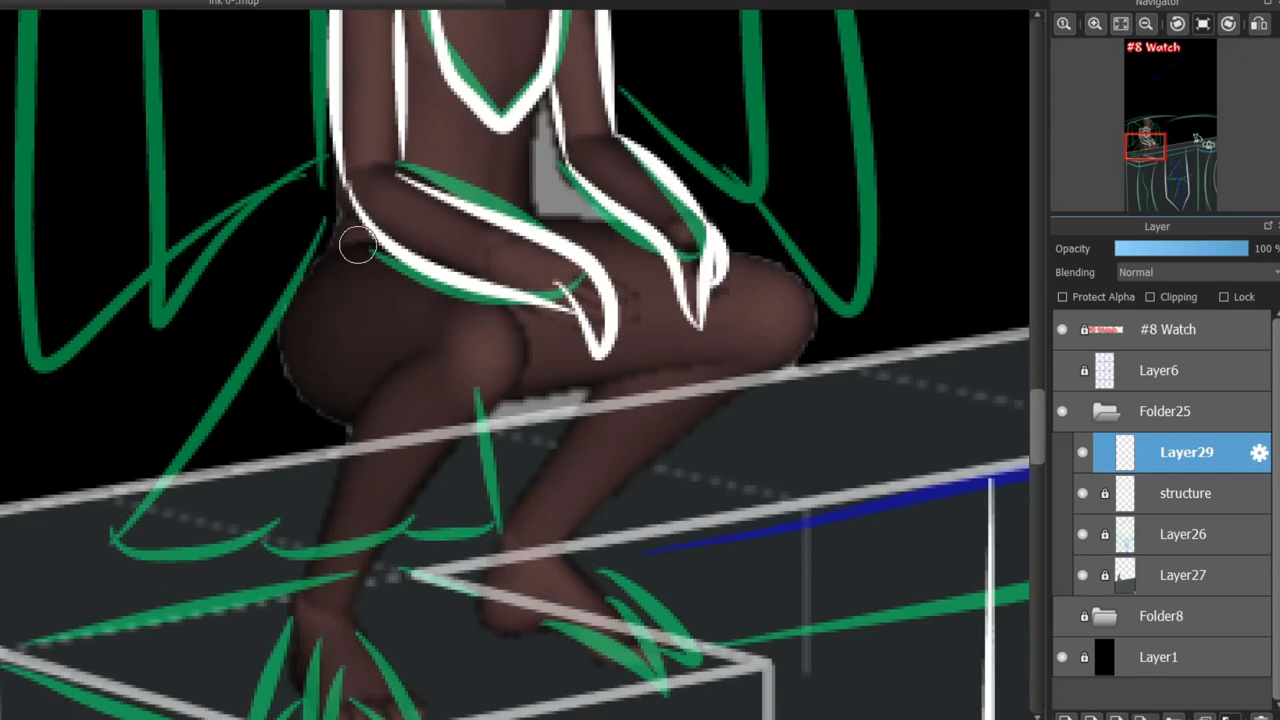 ink 6*.mdp
Navigator
#8 Watch
Layer
Opacity 100 %
Blending Normal
Protect Alpha Clipping Lock
#8 Watch
Layer6
Folder25
Layer29
structure
Layer26
Layer27
Folder8
Layer1